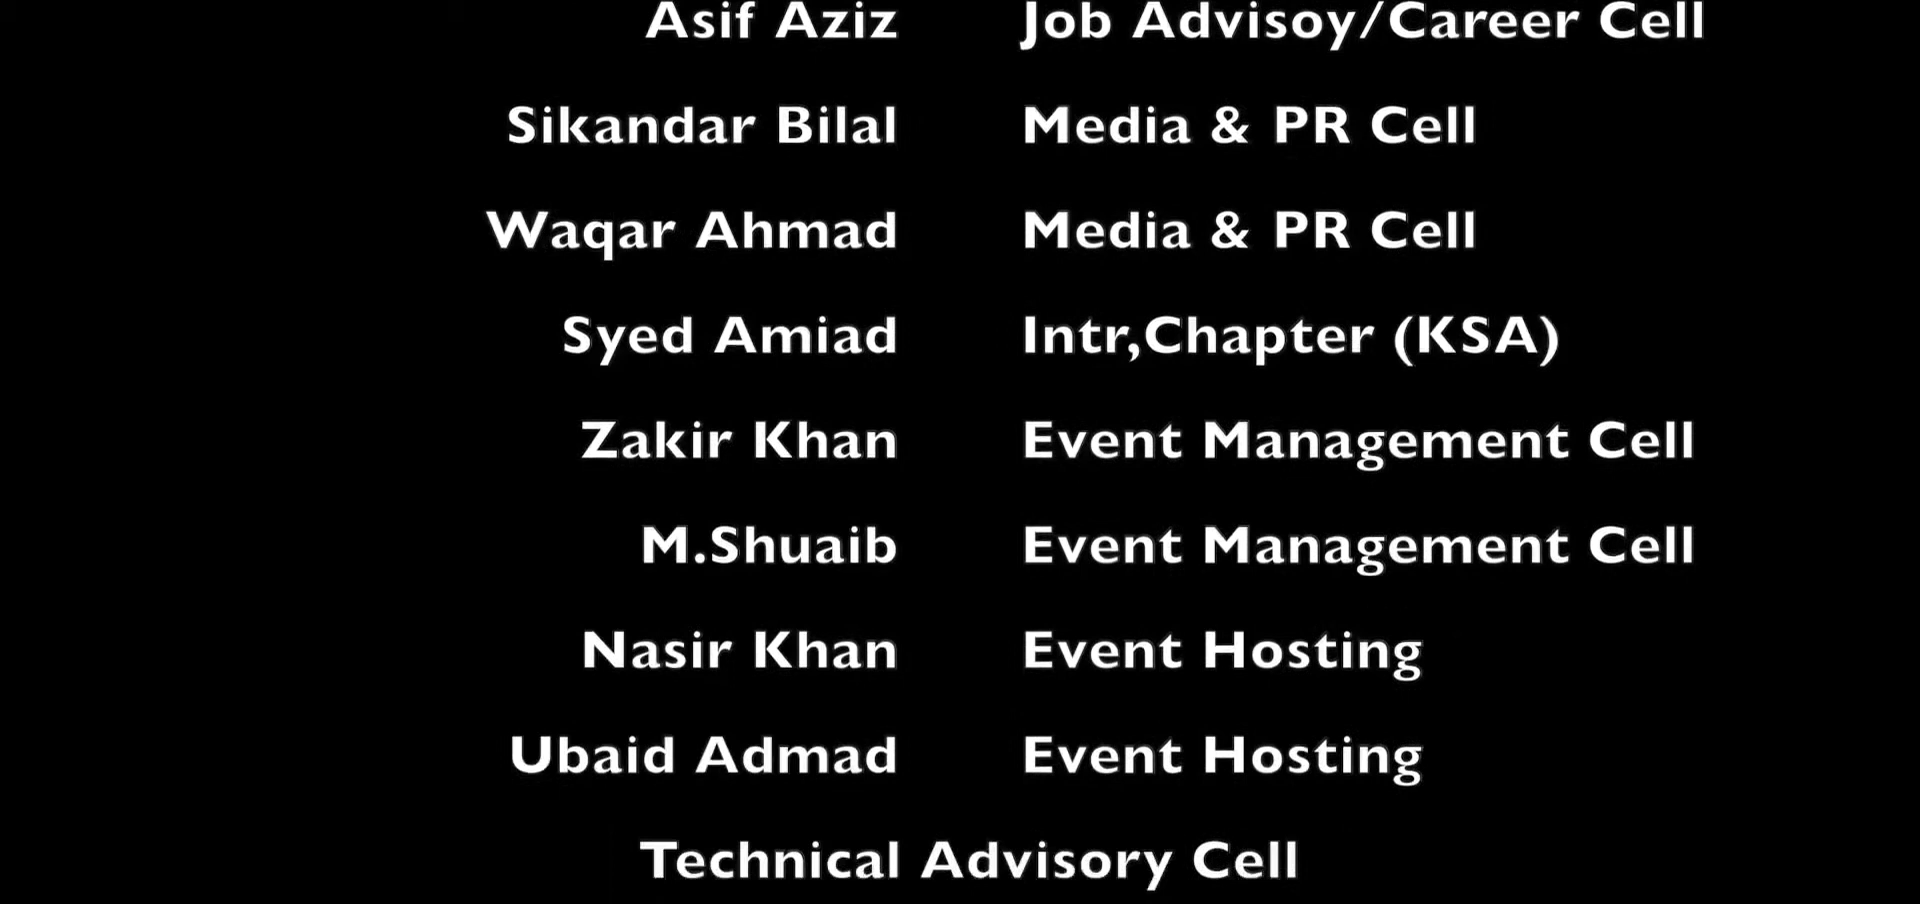 Asif Aziz Job Advisoy/Career Cell
Sikandar Bilal Media & PR Cell
Waqar Ahmad Media & PR Cell
Syed Amiad Intr,Chapter (KSA)
Zakir Khan Event Management Cell
M.Shuaib Event Management Cell
Nasir Khan Event Hosting
Ubaid Admad Event Hosting
Technical Advisory Cell